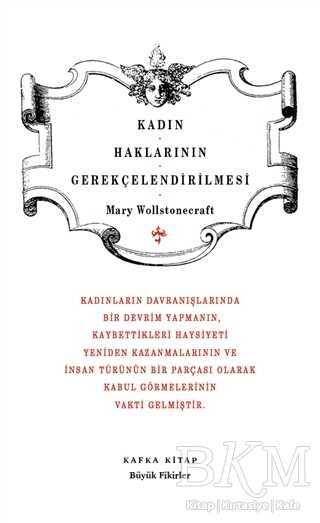 KADIN
HAKLARININ
GEREKÇELENDİRİLMESİ
Mary Wollstonecraft
KADINLARIN DAVRANIŞLARINDA
BİR DEVRİM YAPMANIN,
KAYBETTİKLERİ HAYSİYETİ
YENİDEN KAZANMALARININ VE
İNSAN TÜRÜNÜN BİR PARÇASI OLARAK
KABUL GÖRMELERİNİN
VAKTİ GELMİŞTİR.
KAFKA KİTAP
Büyük Fikirler
BKM
Kitap | Kırtasiye | Kafe